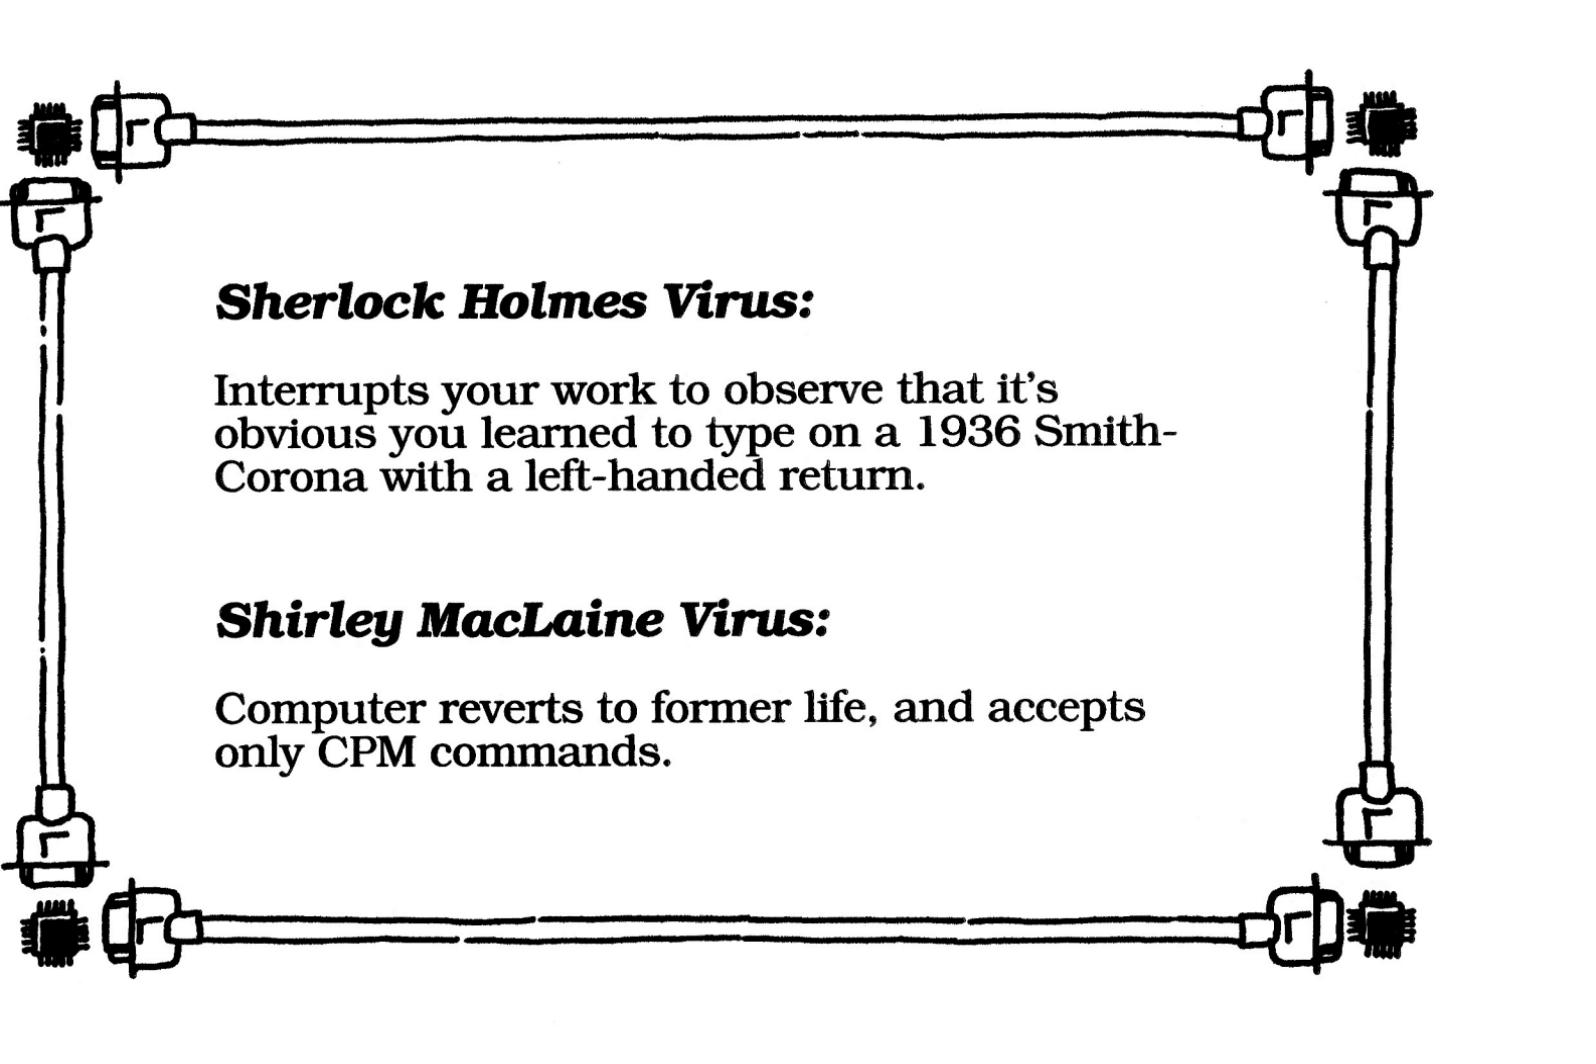 Sherlock Holmes Virus:
Interrupts your work to observe that it's
obvious you learned to type on a 1936 Smith-
Corona with a left-handed return.
Shirley MacLaine Virus:
Computer reverts to former life, and accepts
only CPM commands.